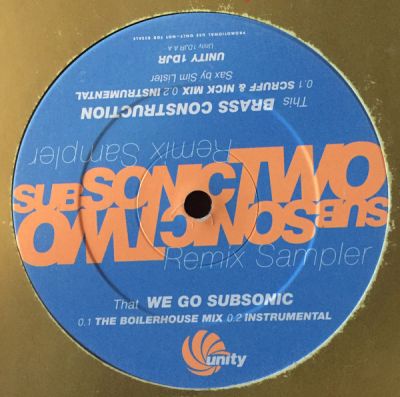 SUBSONICTWO
Remix Sampler
That WE GO SUBSONIC
0.1 THE BOILERHOUSE MIX 0.2 INSTRUMENTAL
unity
SUBSONICTWO
Remix Sampler
This BRASS CONSTRUCTION
0.1 SCRUFF & NICK MIX 0.2 INSTRUMENTAL
Sax by Sim Lister
UNITY 1DJR
Unity 1DJR A A -
PROMOTIONAL USE ONLY-NOT FOR RESALE